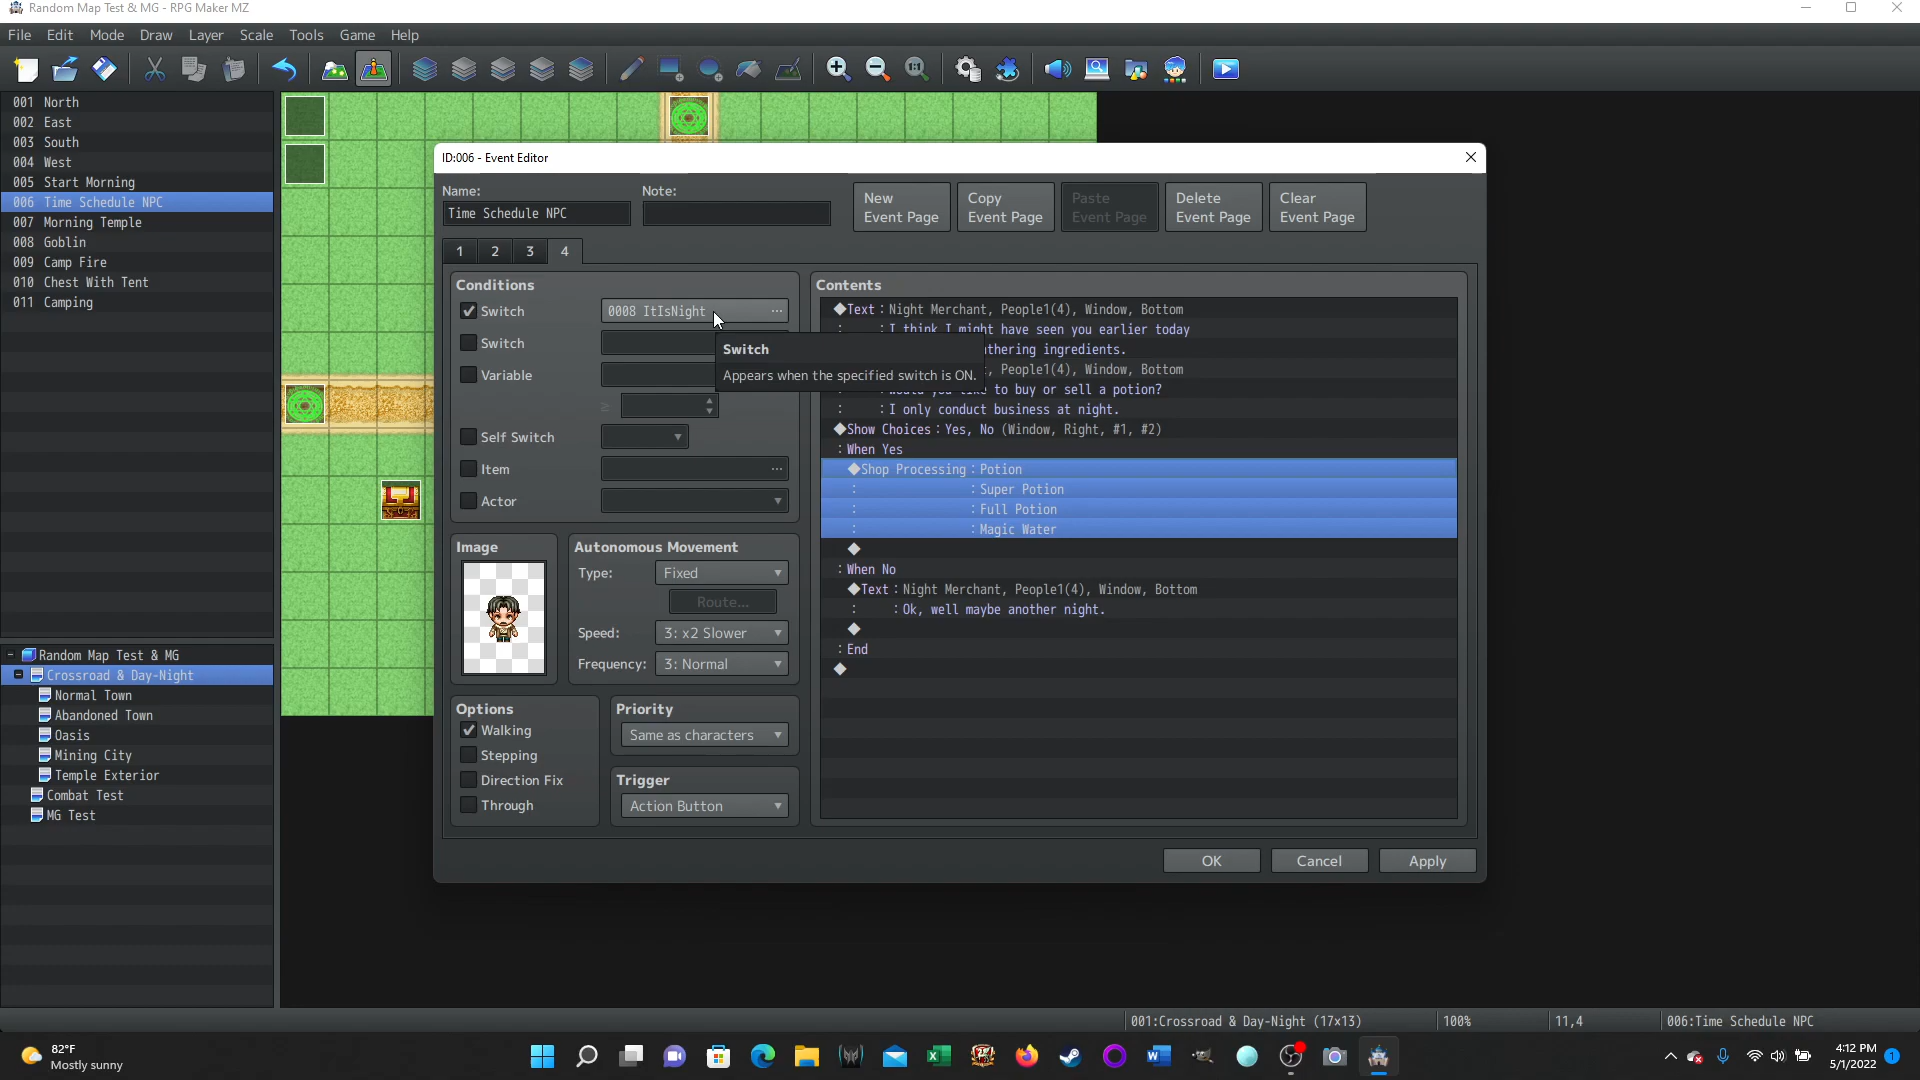 Random Map Test & MG - RPG Maker MZ
File Edit Mode Draw Layer Scale Tools Game Help
001 North
002 East
003 South
004 West
005 Start Morning
006 Time Schedule NPC
007 Morning Temple
008 Goblin
009 Camp Fire
010 Chest With Tent
011 Camping
Random Map Test & MG
Crossroad & Day-Night
Normal Town
Abandoned Town
Oasis
Mining City
Temple Exterior
Combat Test
MG Test
ID:006 - Event Editor
Name:
Time Schedule NPC
Note:
New
Event Page
Copy
Event Page
Paste
Event Page
Delete
Event Page
Clear
Event Page
1 2 3 4
Conditions
Switch 0008 ItIsNight ...
Switch
Variable
≥
Self Switch
Item ...
Actor
Switch
Appears when the specified switch is ON.
Image
Autonomous Movement
Type: Fixed
Route...
Speed: 3: x2 Slower
Frequency: 3: Normal
Options
Walking
Stepping
Direction Fix
Through
Priority
Same as characters
Trigger
Action Button
Contents
◆Text : Night Merchant, People1(4), Window, Bottom
: : I think I might have seen you earlier today
thering ingredients.
, People1(4), Window, Bottom
to buy or sell a potion?
: : I only conduct business at night.
◆Show Choices : Yes, No (Window, Right, #1, #2)
: When Yes
◆Shop Processing : Potion
: : Super Potion
: : Full Potion
: : Magic Water
◆
: When No
◆Text : Night Merchant, People1(4), Window, Bottom
: : Ok, well maybe another night.
◆
: End
◆
OK Cancel Apply
001:Crossroad & Day-Night (17x13) 100% 11,4 006:Time Schedule NPC
82°F
Mostly sunny
4:12 PM
5/1/2022
1